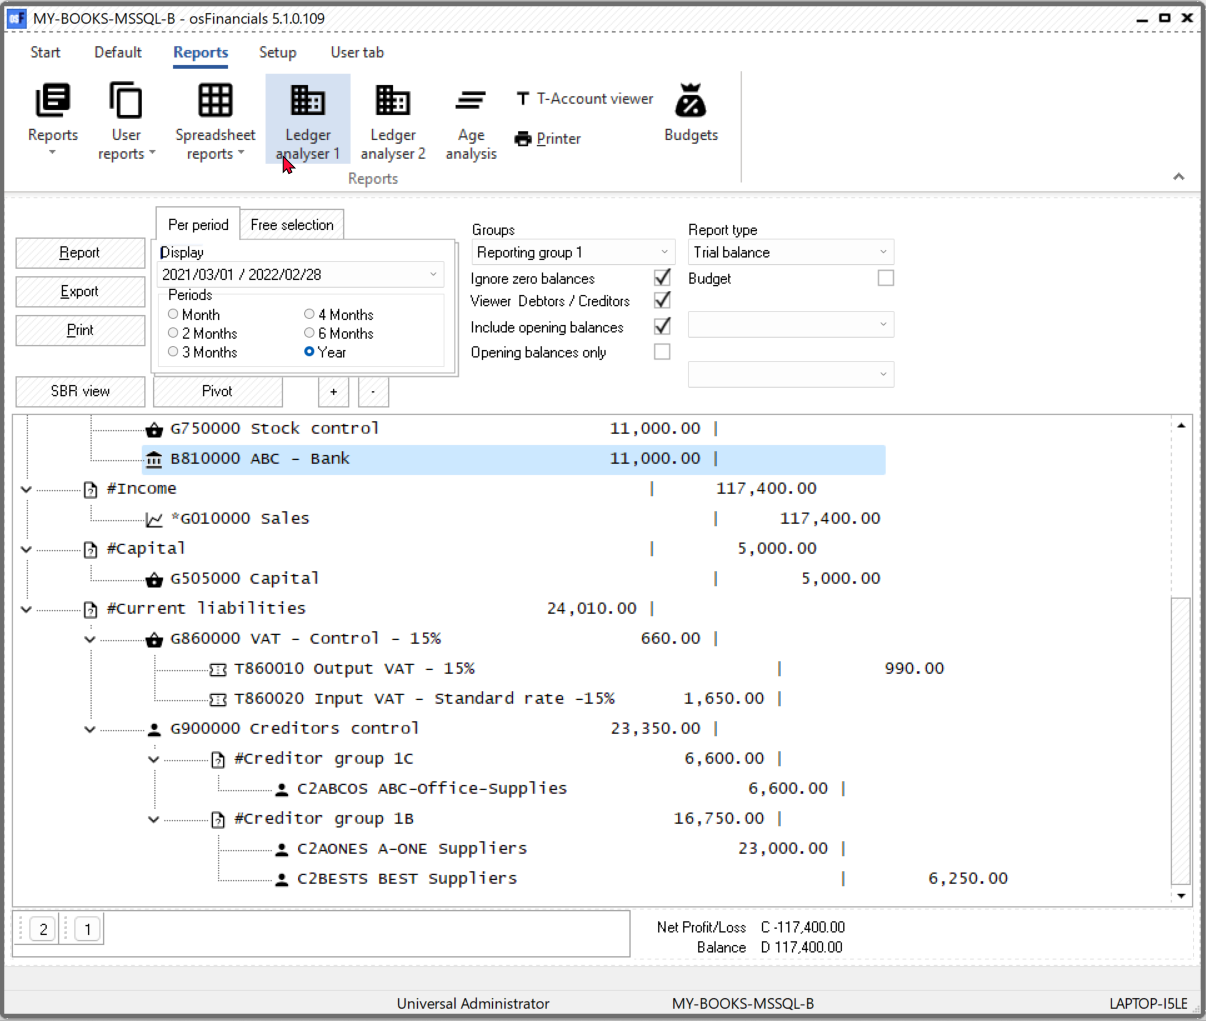 MY-BOOKS-MSSQL-B - osFinancials 5.1.0.109
Start Default Reports Setup User tab
Reports
User reports
Spreadsheet reports
Ledger analyser 1
Ledger analyser 2
Age analysis
T-Account viewer
Printer
Budgets
Reports
Report
Export
Print
Per period Free selection
Display
2021/03/01 / 2022/02/28
Periods
Month 4 Months
2 Months 6 Months
3 Months Year
Groups
Reporting group 1
Ignore zero balances
Viewer Debtors / Creditors
Include opening balances
Opening balances only
Report type
Trial balance
Budget
SBR view Pivot + -
G750000 Stock control 11,000.00 |
B810000 ABC - Bank 11,000.00 |
#Income | 117,400.00
*G010000 Sales | 117,400.00
#Capital | 5,000.00
G505000 Capital | 5,000.00
#Current liabilities 24,010.00 |
G860000 VAT - Control - 15% 660.00 |
T860010 Output VAT - 15% | 990.00
T860020 Input VAT - Standard rate -15% 1,650.00 |
G900000 Creditors control 23,350.00 |
#Creditor group 1C 6,600.00 |
C2ABCOS ABC-Office-Supplies 6,600.00 |
#Creditor group 1B 16,750.00 |
C2AONES A-ONE Suppliers 23,000.00 |
C2BESTS BEST Suppliers | 6,250.00
2 1
Net Profit/Loss C -117,400.00
Balance D 117,400.00
Universal Administrator MY-BOOKS-MSSQL-B LAPTOP-I5LE